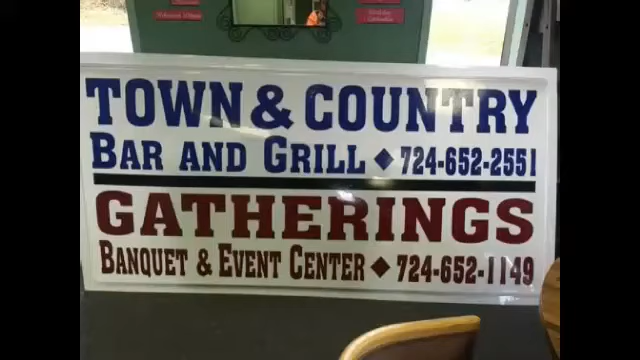 TOWN & COUNTRY
BAR AND GRILL ◆ 724-652-2551
GATHERINGS
BANQUET & EVENT CENTER ◆ 724-652-1149